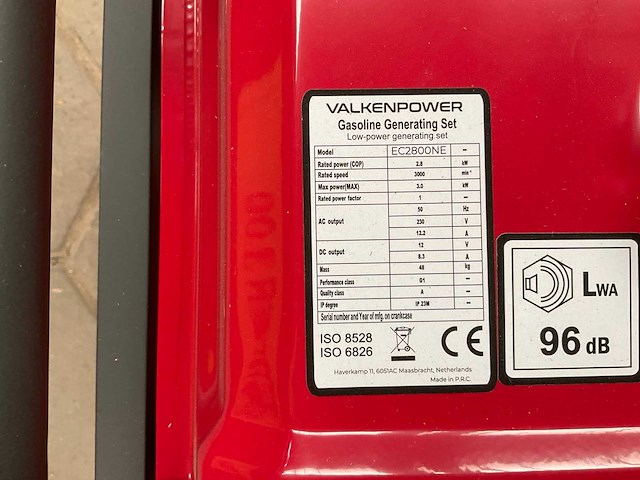 VALKENPOWER
Gasoline Generating Set
Low-power generating set
Model EC2800NE -
Rated power (COP) 2.8 kW
Rated speed 3000 min⁻¹
Max power(MAX) 3.0 kW
Rated power factor 1 -
AC output 50 Hz
230 V
12.2 A
DC output 12 V
8.3 A
Mass 40 kg
Performance class G1 -
Quality class A -
IP degree IP 23M -
Serial number and Year of mfg. on crankcase
ISO 8528
ISO 6826
CE
Haverkamp 11, 6051AC Maasbracht, Netherlands
Made in P.R.C.
LWA
96 dB